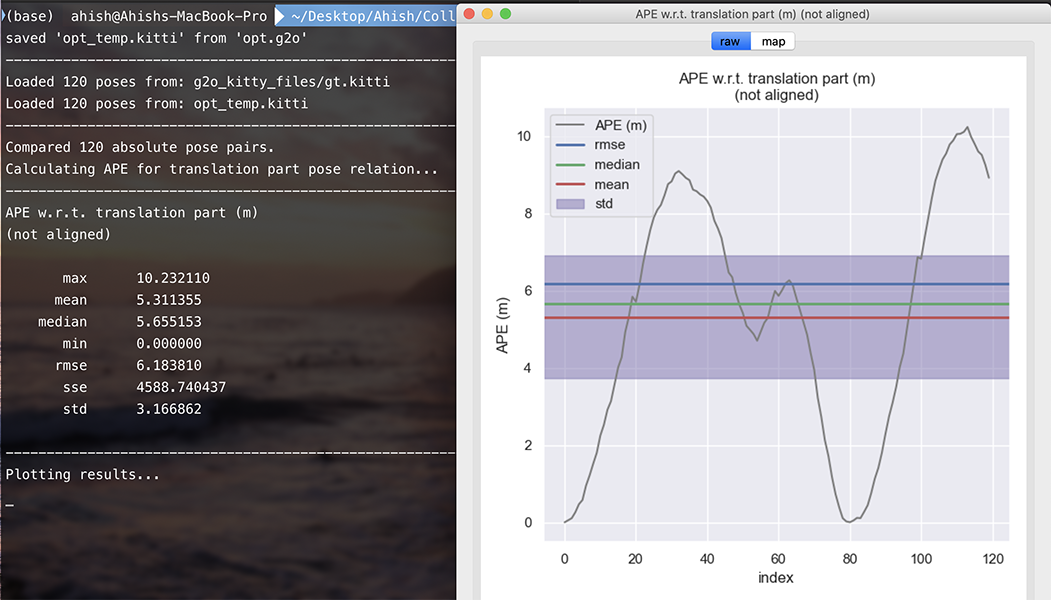 (base) ahish@Ahishs-MacBook-Pro ~/Desktop/Ahish/Coll
saved 'opt_temp.kitti' from 'opt.g2o'
--------------------------------------------------------------------------------
Loaded 120 poses from: g2o_kitty_files/gt.kitti
Loaded 120 poses from: opt_temp.kitti
--------------------------------------------------------------------------------
Compared 120 absolute pose pairs.
Calculating APE for translation part pose relation...
--------------------------------------------------------------------------------
APE w.r.t. translation part (m)
(not aligned)
max 10.232110
mean 5.311355
median 5.655153
min 0.000000
rmse 6.183810
sse 4588.740437
std 3.166862
--------------------------------------------------------------------------------
Plotting results...
APE w.r.t. translation part (m) (not aligned)
raw map
APE w.r.t. translation part (m)
(not aligned)
APE (m)
rmse
median
mean
std
10
8
6
4
2
0
APE (m)
0 20 40 60 80 100 120
index